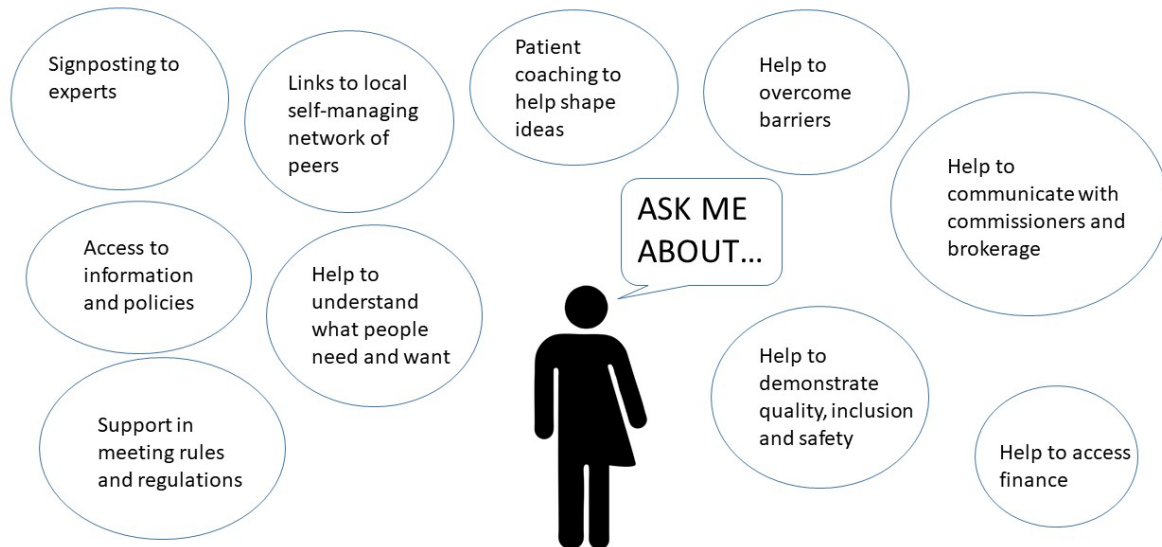 Signposting to
experts
Links to local
self-managing
network of
peers
Patient
coaching to
help shape
ideas
Help to
overcome
barriers
Help to
communicate with
commissioners and
brokerage
ASK ME
ABOUT...
Access to
information
and policies
Help to
understand
what people
need and want
Help to
demonstrate
quality, inclusion
and safety
Support in
meeting rules
and regulations
Help to access
finance